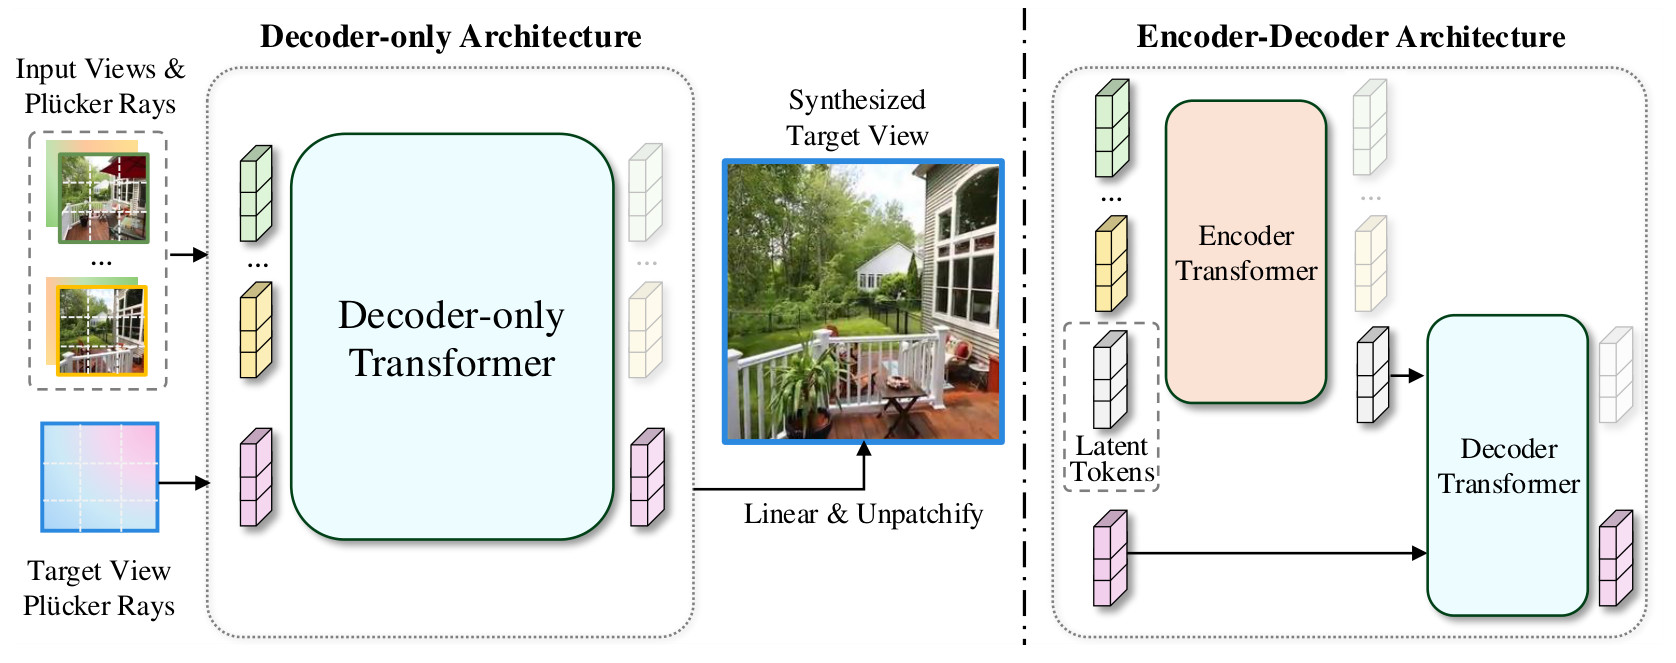 Decoder-only Architecture
Input Views &
Plücker Rays
...
Target View
Plücker Rays
...
Decoder-only
Transformer
...
Synthesized
Target View
Linear & Unpatchify
Encoder-Decoder Architecture
...
Encoder
Transformer
...
Latent
Tokens
Decoder
Transformer